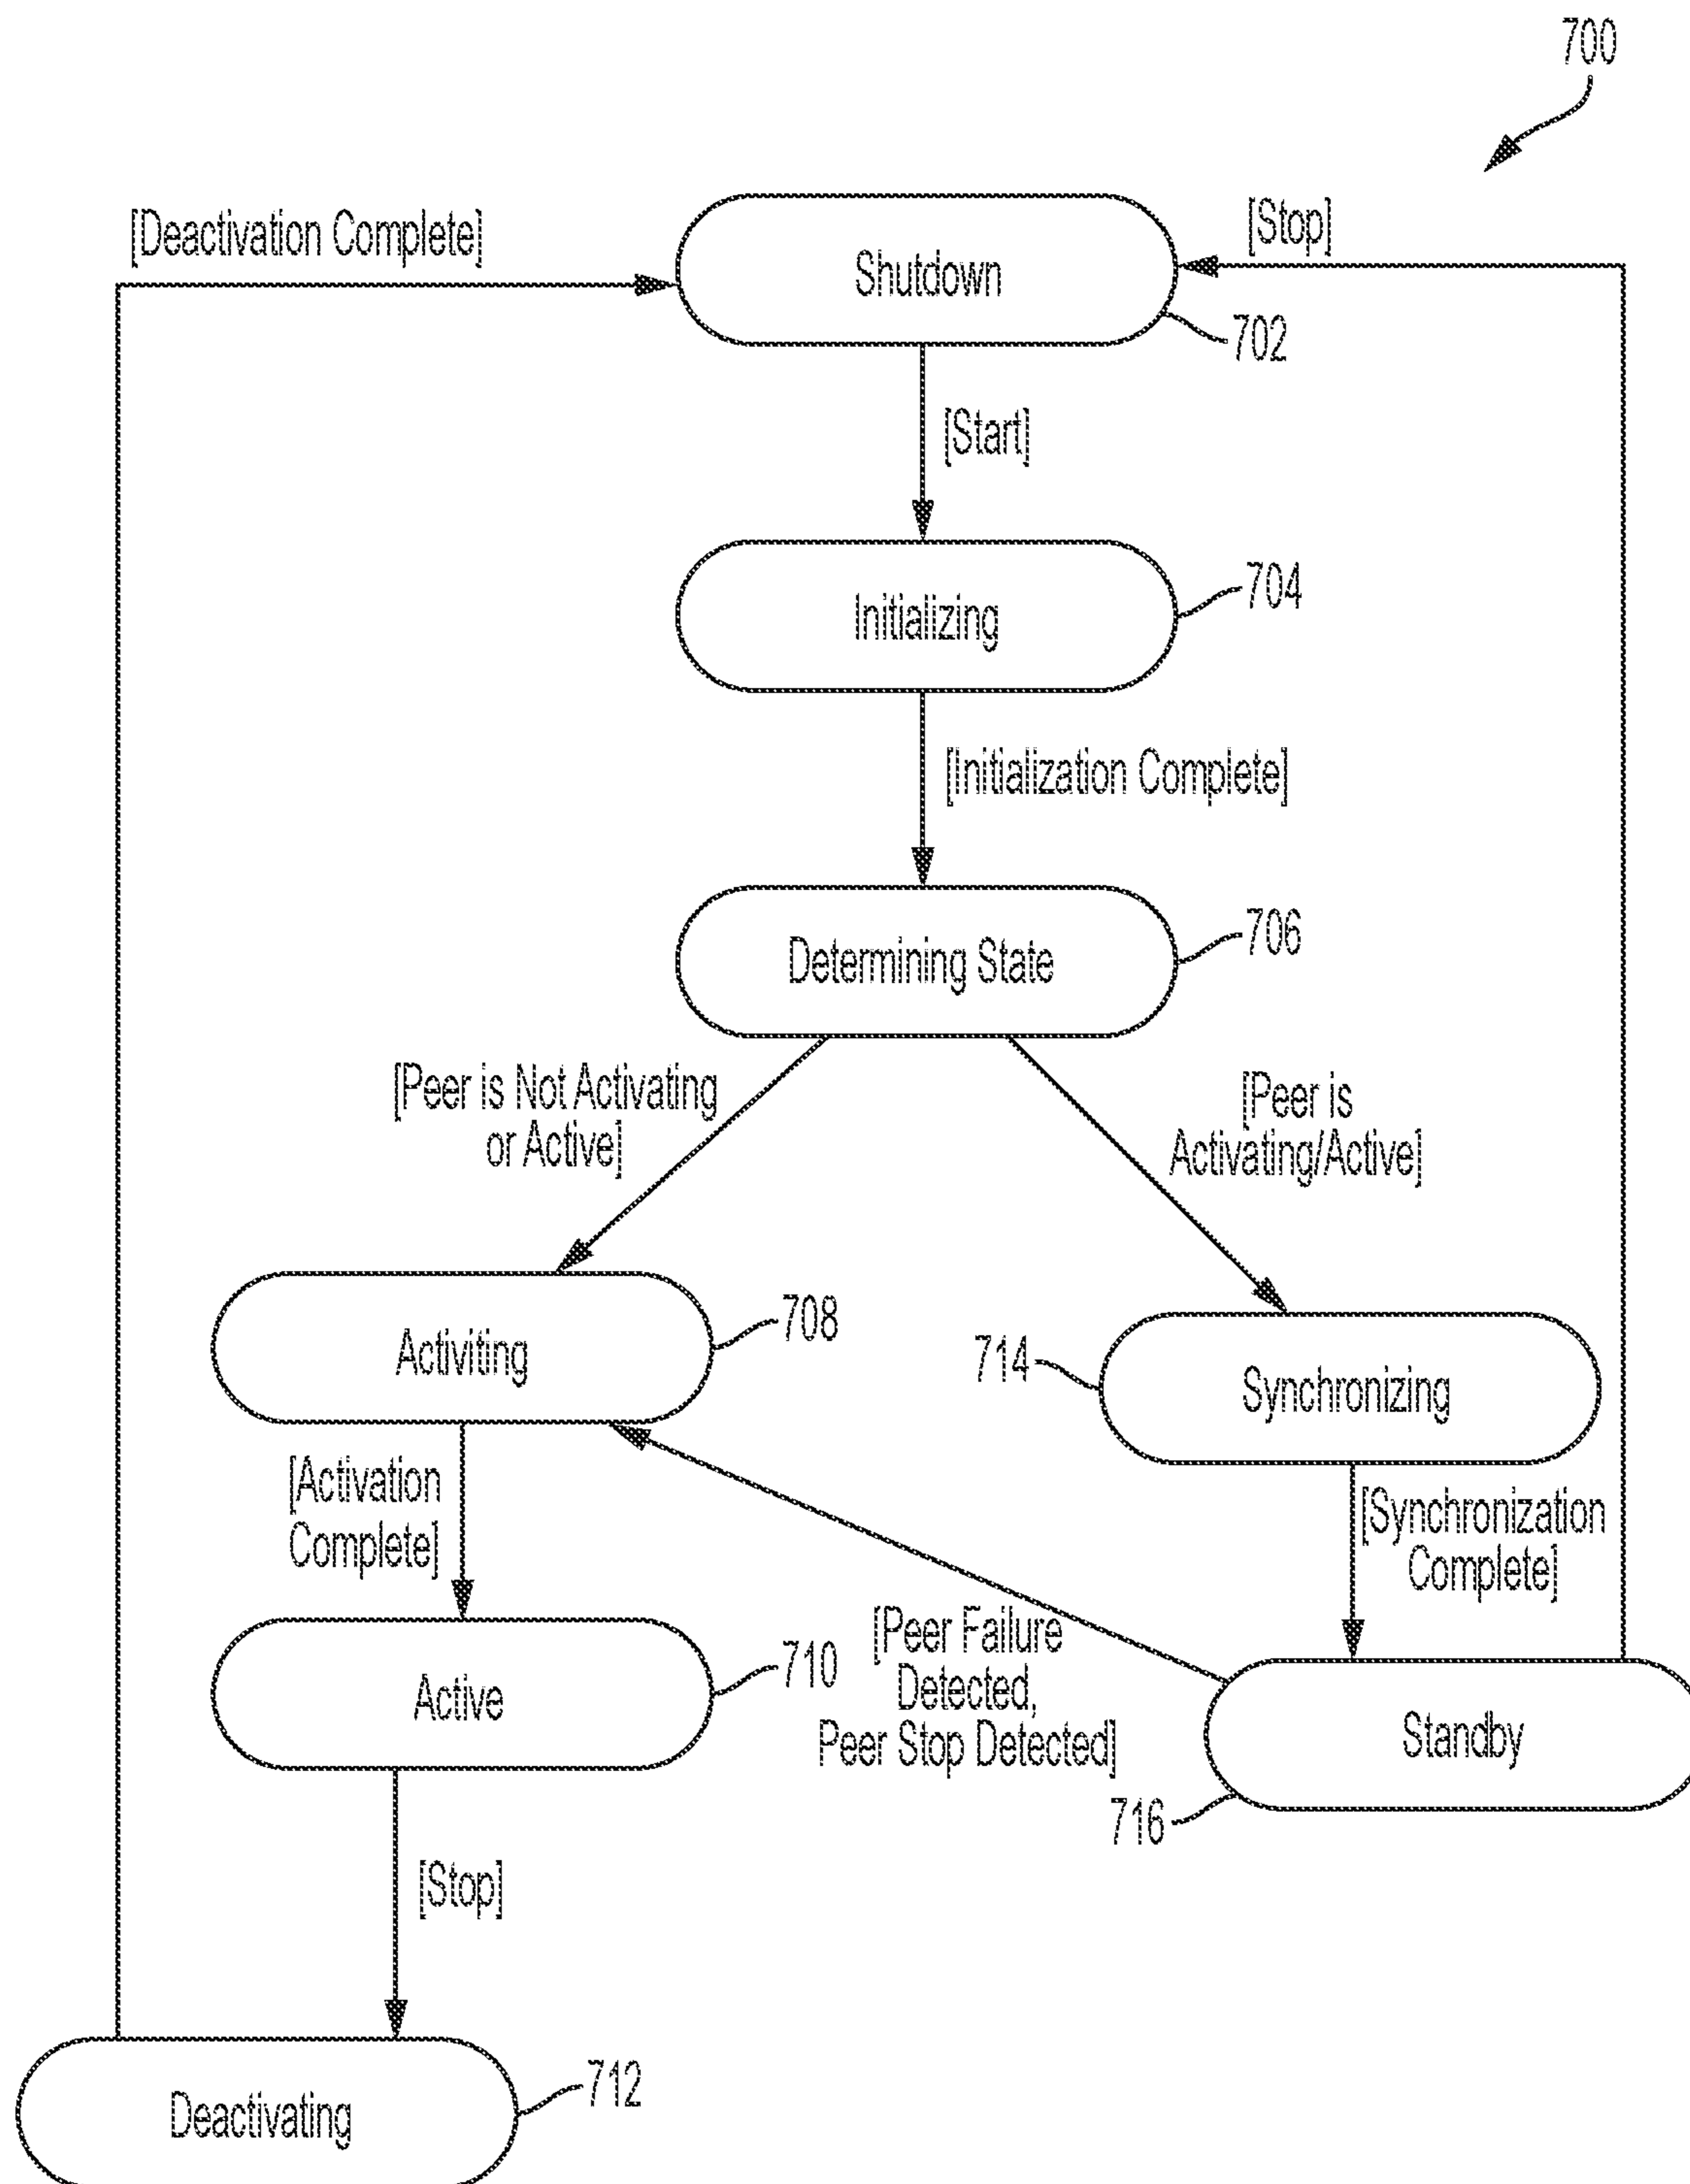 700
[Deactivation Complete]
[Stop]
Shutdown
702
[Start]
Initializing
704
[Initialization Complete]
Determining State
706
[Peer is Not Activating
or Active]
[Peer is
Activating/Active]
Activiting
708
714
Synchronizing
[Activation
Complete]
[Synchronization
Complete]
Active
710
[Peer Failure
Detected,
Peer Stop Detected]
Standby
716
[Stop]
Deactivating
712